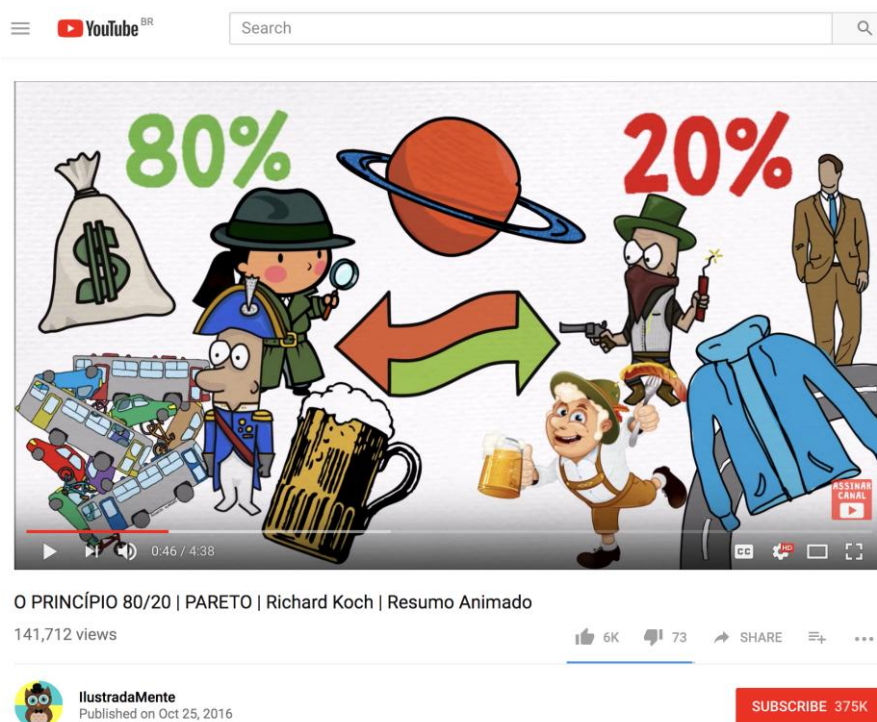 YouTube BR
Search
80%
20%
$
ASSINAR
CANAL
0:46 / 4:38
CC
HD
O PRINCÍPIO 80/20 | PARETO | Richard Koch | Resumo Animado
141,712 views
6K
73
SHARE
IlustradaMente
Published on Oct 25, 2016
SUBSCRIBE 375K